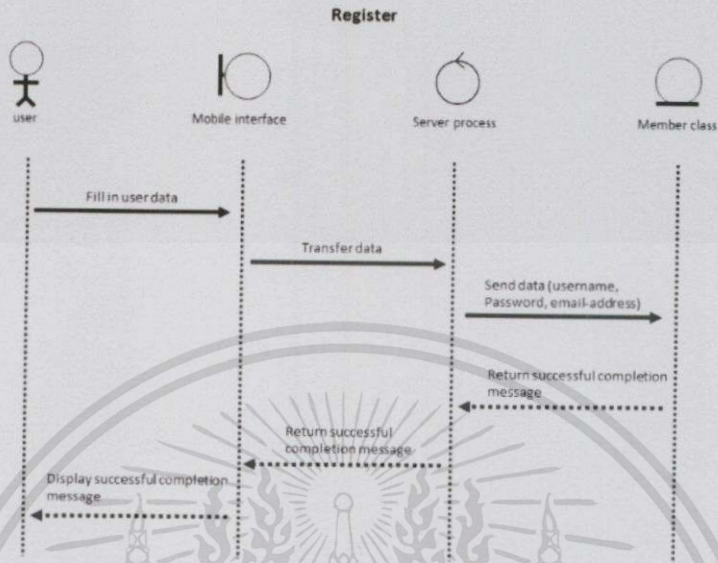 Register
user
Mobile interface
Server process
Member class
Fill in user data
Transfer data
Send data (username,
Password, email-address)
Return successful completion
message
Return successful
completion message
Display successful completion
message